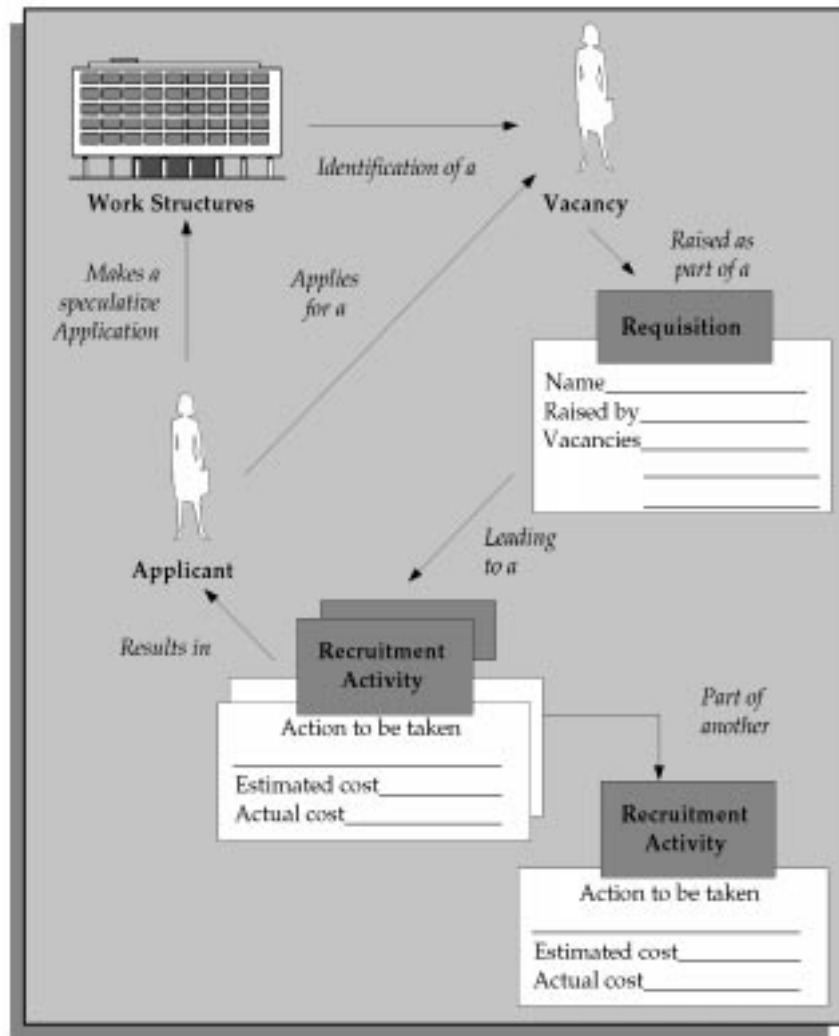 Identification of a
Work Structures
Vacancy
Makes a
speculative
Application
Applies
for a
Raised as
part of a
Requisition
Name
Raised by
Vacancies
Applicant
Leading
to a
Results in
Recruitment
Activity
Action to be taken
Estimated cost
Actual cost
Part of
another
Recruitment
Activity
Action to be taken
Estimated cost
Actual cost